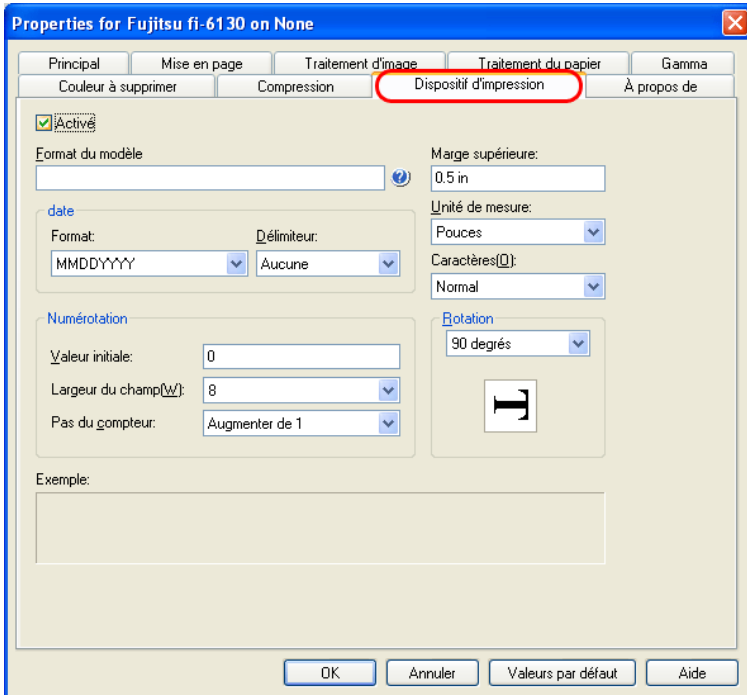 Properties for Fujitsu fi-6130 on None
Principal Mise en page Traitement d'image Traitement du papier Gamma
Couleur à supprimer Compression Dispositif d'impression À propos de
Activé
Format du modèle
Marge supérieure:
0.5 in
date
Format: Délimiteur:
MMDDYYYY Aucune
Unité de mesure:
Pouces
Caractères(O):
Normal
Numérotation
Valeur initiale: 0
Largeur du champ(W): 8
Pas du compteur: Augmenter de 1
Rotation
90 degrés
T
Exemple:
OK Annuler Valeurs par défaut Aide